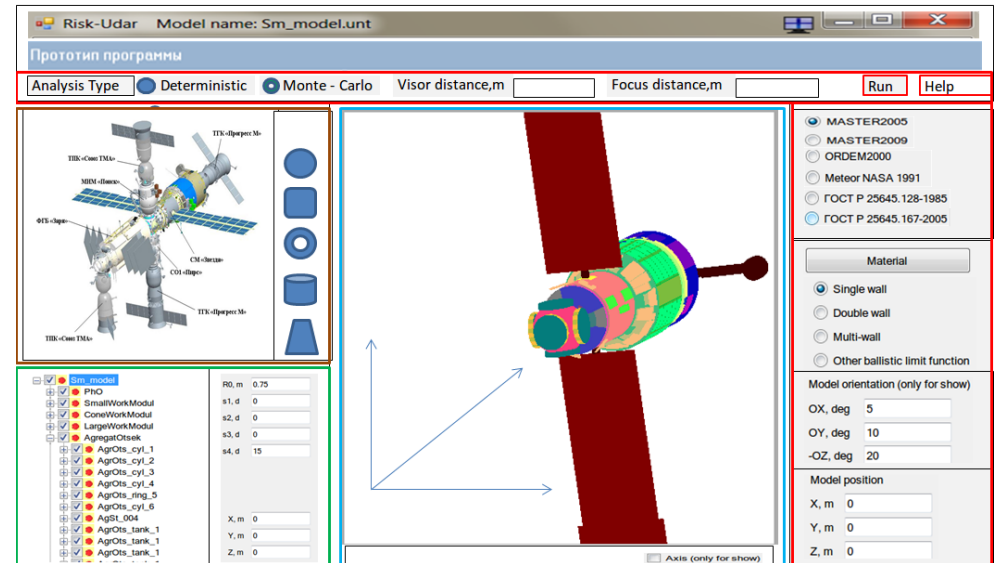 Risk-Udar Model name: Sm_model.unt
Прототип программы
Analysis Type Deterministic Monte - Carlo Visor distance,m Focus distance,m Run Help
ТГК «Прогресс М»
ТПК «Союз ТМА»
МИМ «Поиск»
ФГБ «Заря»
СМ «Звезда»
СО1 «Пирс»
ТГК «Прогресс М»
ТПК «Союз ТМА»
Sm_model
PhO
SmallWorkModul
ConeWorkModul
LargeWorkModul
AgregatOtsek
AgrOts_cyl_1
AgrOts_cyl_2
AgrOts_cyl_3
AgrOts_cyl_4
AgrOts_ring_5
AgrOts_cyl_6
AgSt_004
AgrOts_tank_1
AgrOts_tank_1
AgrOts_tank_1
R0, m 0.75
s1, d 0
s2, d 0
s3, d 0
s4, d 15
X, m 0
Y, m 0
Z, m 0
Axis (only for show)
MASTER2005
MASTER2009
ORDEM2000
Meteor NASA 1991
ГОСТ Р 25645.128-1985
ГОСТ Р 25645.167-2005
Material
Single wall
Double wall
Multi-wall
Other ballistic limit function
Model orientation (only for show)
OX, deg 5
OY, deg 10
-OZ, deg 20
Model position
X, m 0
Y, m 0
Z, m 0